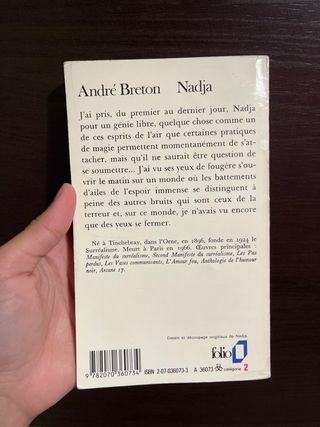 André Breton Nadja
J'ai pris, du premier au dernier jour, Nadja
pour un génie libre, quelque chose comme un
de ces esprits de l'air que certaines pratiques
de magie permettent momentanément de s'at-
tacher, mais qu'il ne saurait être question de
se soumettre... J'ai vu ses yeux de fougère s'ou-
vrir le matin sur un monde où les battements
d'ailes de l'espoir immense se distinguent à
peine des autres bruits qui sont ceux de la
terreur et, sur ce monde, je n'avais vu encore
que des yeux se fermer.
Né à Tinchebray, dans l'Orne, en 1896, fonde en 1924 le
Surréalisme. Meurt à Paris en 1966. Œuvres principales :
Manifeste du surréalisme, Second Manifeste du surréalisme, Les Pas
perdus, Les Vases communicants, L'Amour fou, Anthologie de l'humour
noir, Arcane 17.
Dessin et découpage originaux de Nadja.
folio
9 782070 360734
ISBN 2-07-036073-3 A 36073 catégorie 2